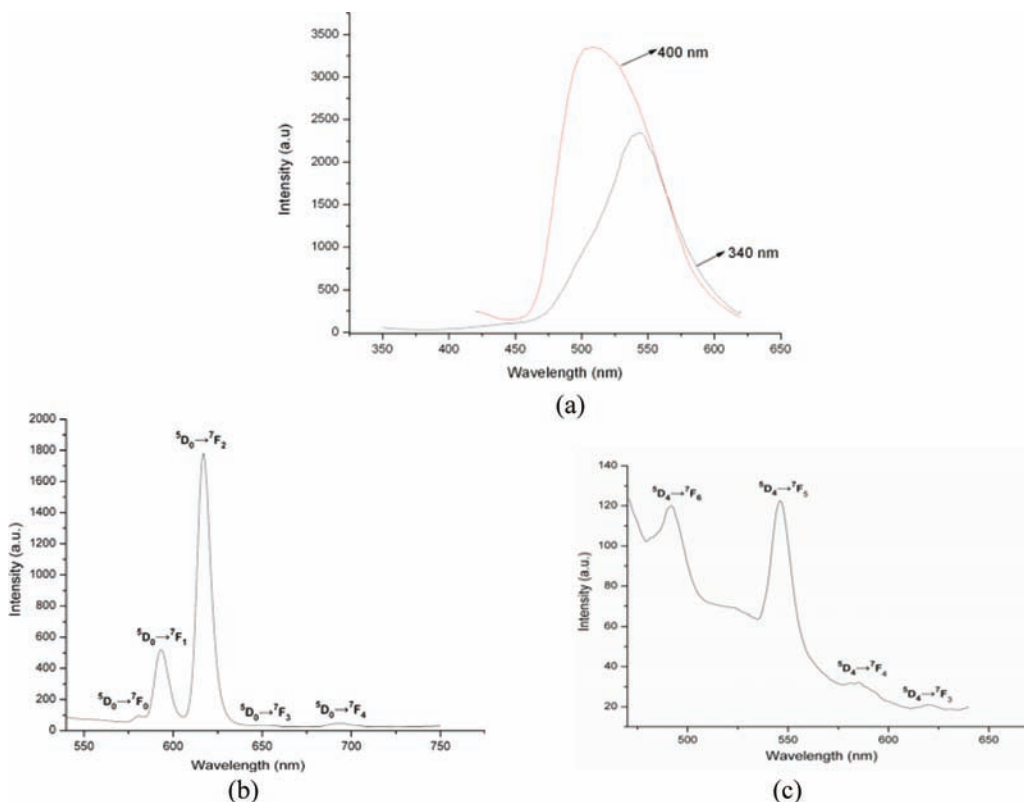 3500
3000
2500
2000
1500
1000
500
0
Intensity (a.u)
400 nm
340 nm
350 400 450 500 550 600 650
Wavelength (nm)
(a)
2000
1800
1600
1400
1200
1000
800
600
400
200
0
Intensity (a.u.)
⁵D₀→⁷F₂
⁵D₀→⁷F₁
⁵D₀→⁷F₀
⁵D₀→⁷F₃
⁵D₀→⁷F₄
550 600 650 700 750
Wavelength (nm)
(b)
140
120
100
80
60
40
20
Intensity (a.u.)
⁵D₄→⁷F₆
⁵D₄→⁷F₅
⁵D₄→⁷F₄
⁵D₄→⁷F₃
500 550 600 650
Wavelength (nm)
(c)